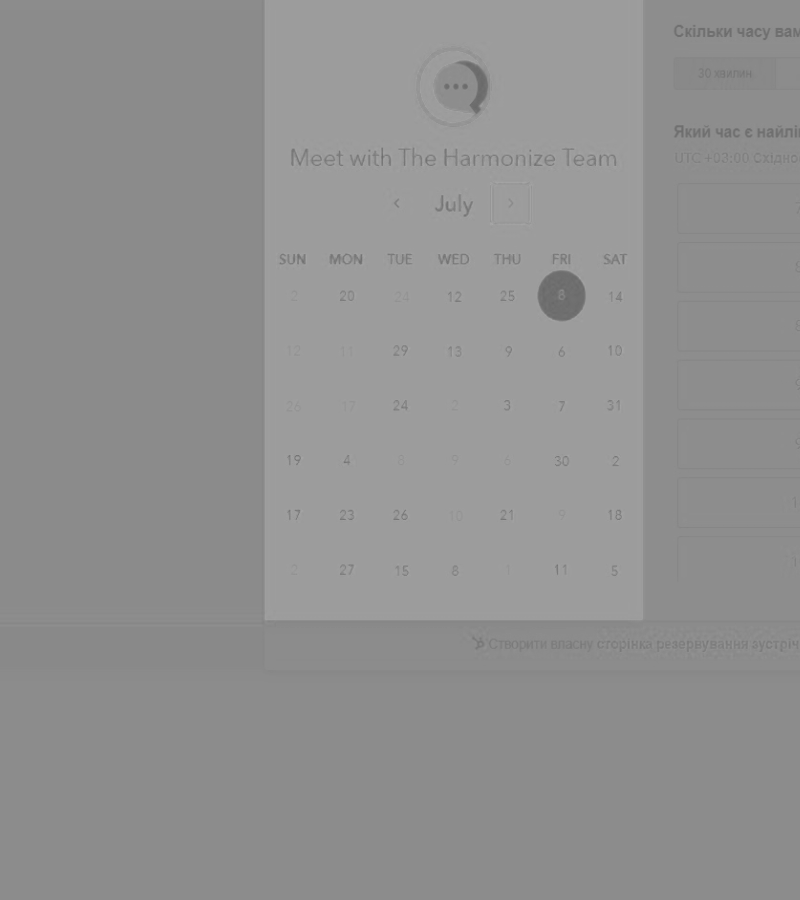 Meet with The Harmonize Team
July
SUN MON TUE WED THU FRI SAT
2 20 24 12 25 8 14
12 11 29 13 9 6 10
26 17 24 2 3 7 31
19 4 8 9 6 30 2
17 23 26 10 21 9 18
2 27 15 8 1 11 5
Скільки часу вам
30 хвилин
Який час є найлі
UTC +03:00 Східно
Створити власну сторінка резервування зустріч